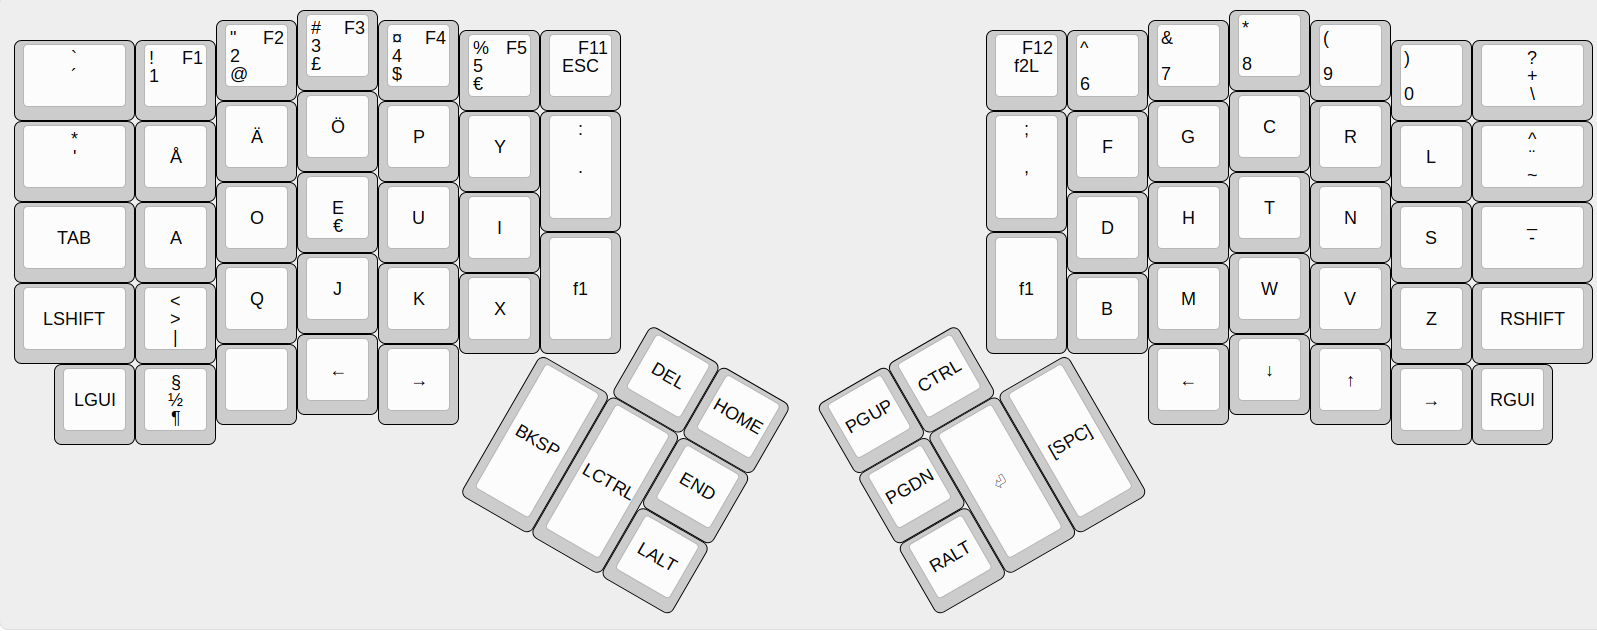 ` ! F1 " F2 # F3 ¤ F4 % F5 F11
´ 1 2 3 4 5 ESC
@ £ $ €
* Å Ä Ö P Y :
' .
TAB A O E U I
€
LSHIFT < Q J K X f1
>
|
LGUI § ← →
½
¶
BKSP LCTRL DEL HOME
END
LALT
F12 ^ & * ( ) ?
f2L 6 7 8 9 0 +
\
; F G C R L ^
, ¨
~
D H T N S _
-
f1 B M W V Z RSHIFT
← ↓ ↑ → RGUI
PGUP CTRL [SPC]
PGDN ⏎
RALT